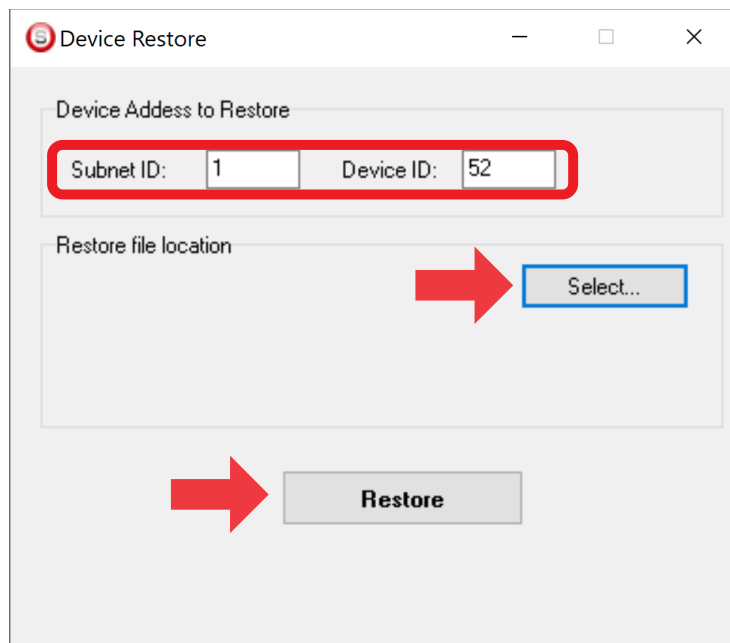 Device Restore
Device Addess to Restore
Subnet ID: 1 Device ID: 52
Restore file location
Select...
Restore